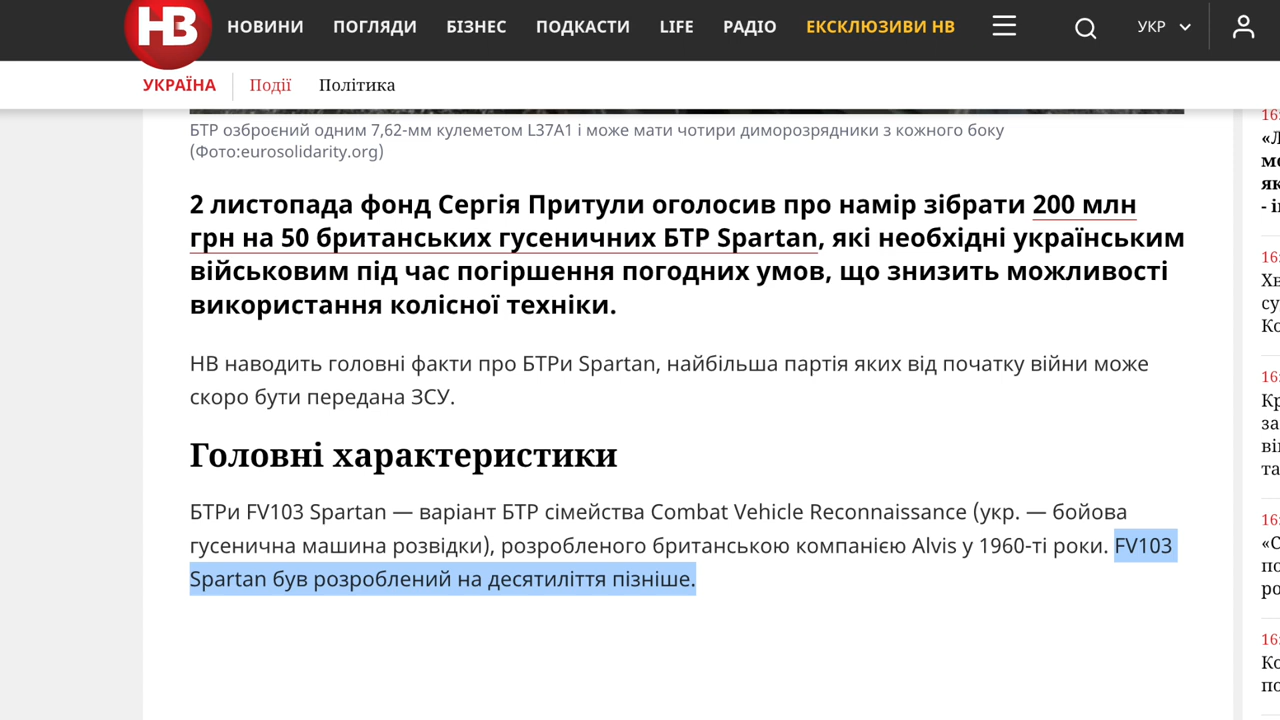 НВ НОВИНИ ПОГЛЯДИ БІЗНЕС ПОДКАСТИ LIFE РАДІО ЕКСКЛЮЗИВИ НВ УКР
УКРАЇНА Події Політика
БТР озброєний одним 7,62-мм кулеметом L37A1 і може мати чотири диморозрядники з кожного боку
(Фото:eurosolidarity.org)
2 листопада фонд Сергія Притули оголосив про намір зібрати 200 млн
грн на 50 британських гусеничних БТР Spartan, які необхідні українським
військовим під час погіршення погодних умов, що знизить можливості
використання колісної техніки.
НВ наводить головні факти про БТРи Spartan, найбільша партія яких від початку війни може
скоро бути передана ЗСУ.
Головні характеристики
БТРи FV103 Spartan — варіант БТР сімейства Combat Vehicle Reconnaissance (укр. — бойова
гусенична машина розвідки), розробленого британською компанією Alvis у 1960-ті роки. FV103
Spartan був розроблений на десятиліття пізніше.